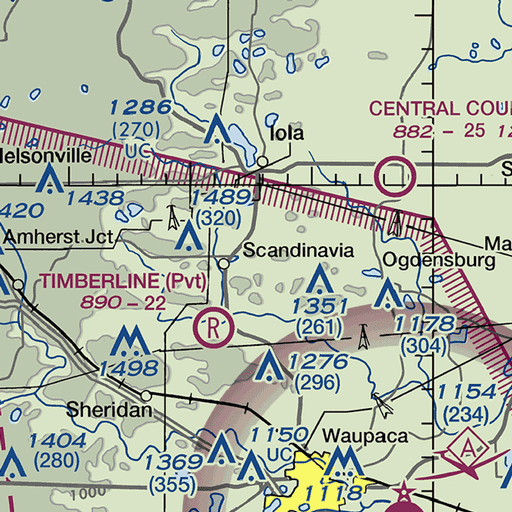 1286
(270)
UC
Iola
CENTRAL COU
882 - 25 12
Nelsonville
1438
1489
(320)
420
Amherst Jct
Scandinavia
Ogdensburg
Ma
TIMBERLINE (Pvt)
890 - 22
R
1351
(261)
1178
(304)
1498
1276
(296)
1154
(234)
Sheridan
1404
(280)
1369
(355)
1150
UC
Waupaca
1118
1000
A
L
S